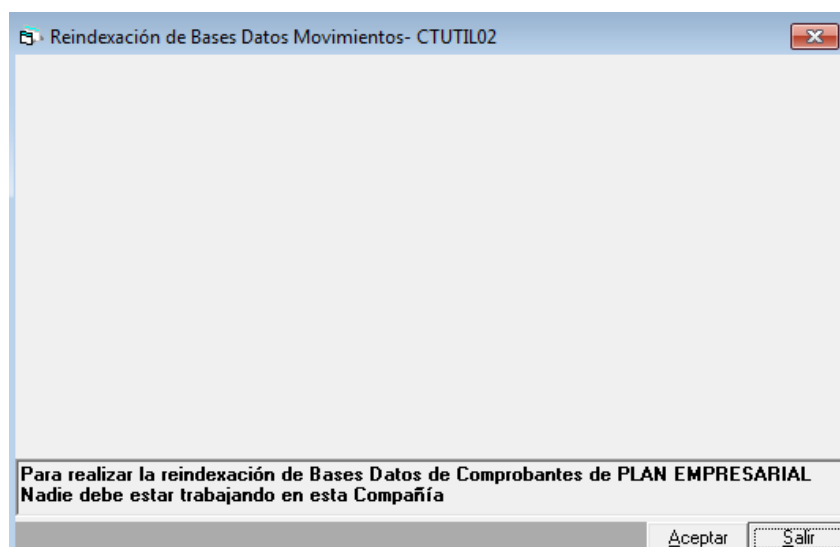 Reindexación de Bases Datos Movimientos- CTUTIL02
Para realizar la reindexación de Bases Datos de Comprobantes de PLAN EMPRESARIAL
Nadie debe estar trabajando en esta Compañía
Aceptar Salir